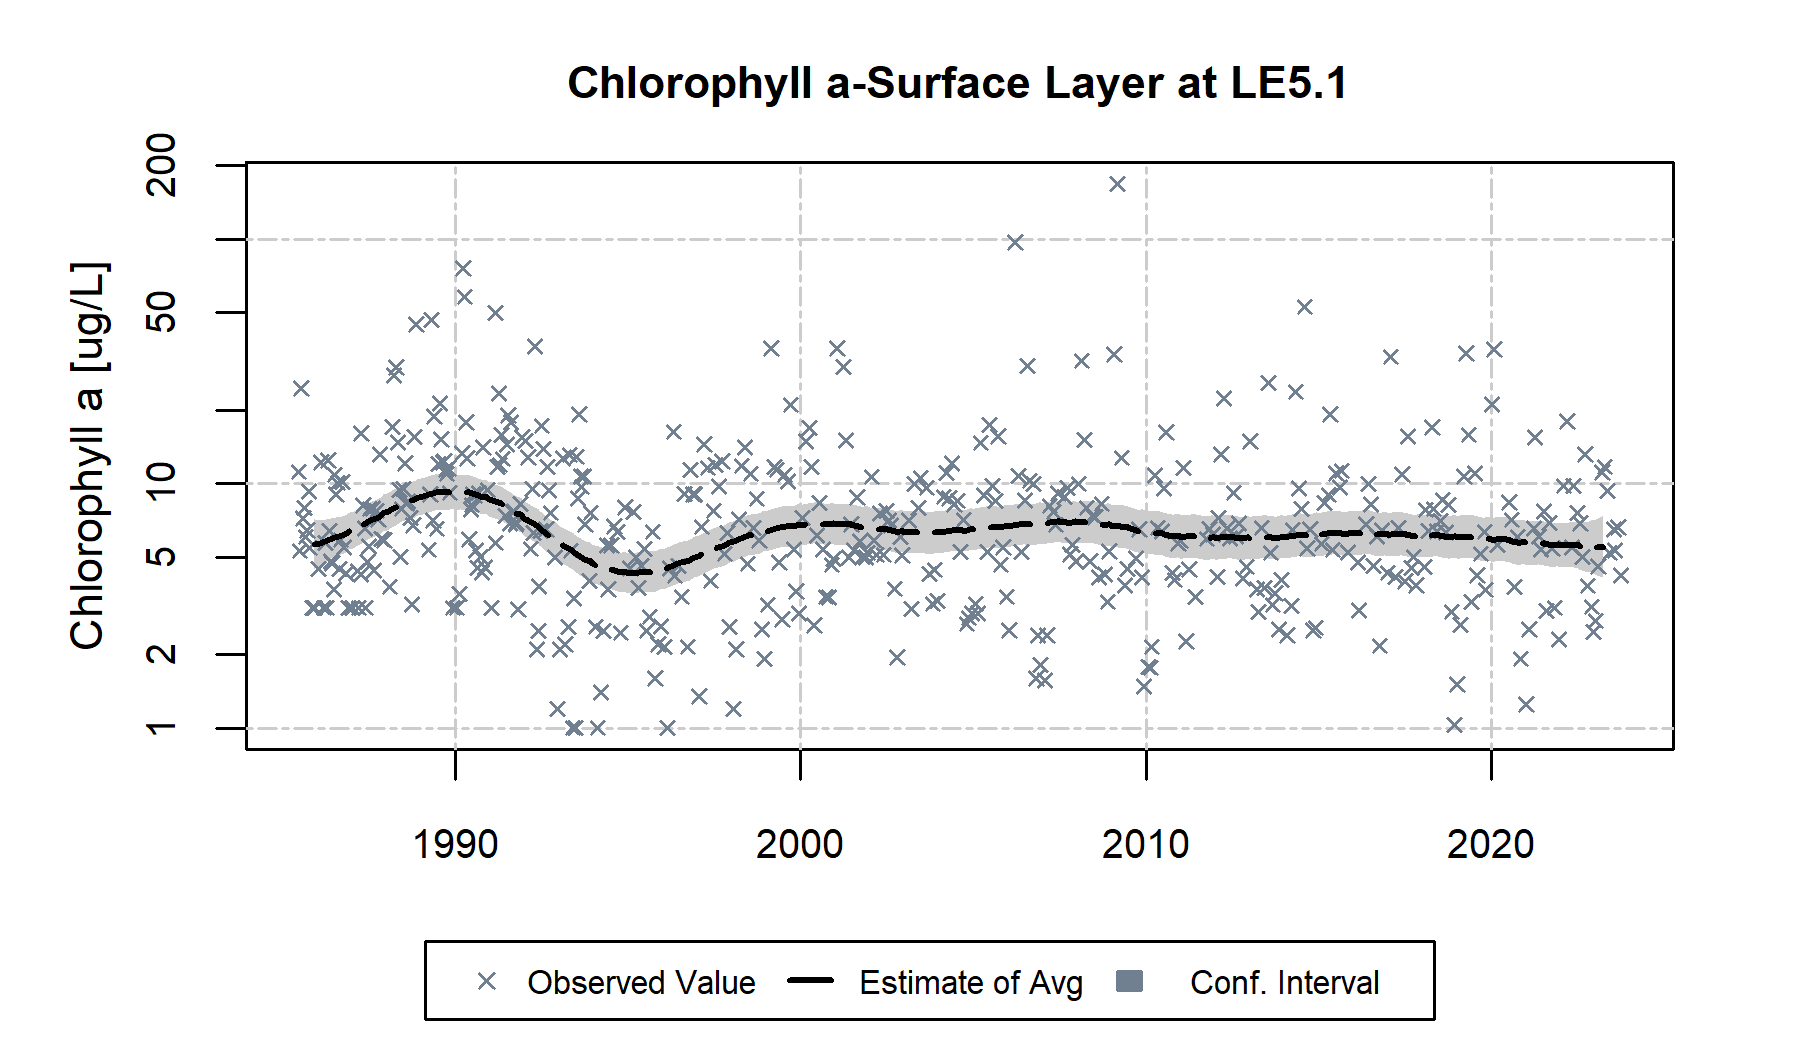 Chlorophyll a-Surface Layer at LE5.1
Chlorophyll a [ug/L]
200
50
10
5
2
1
1990 2000 2010 2020
Observed Value Estimate of Avg Conf. Interval